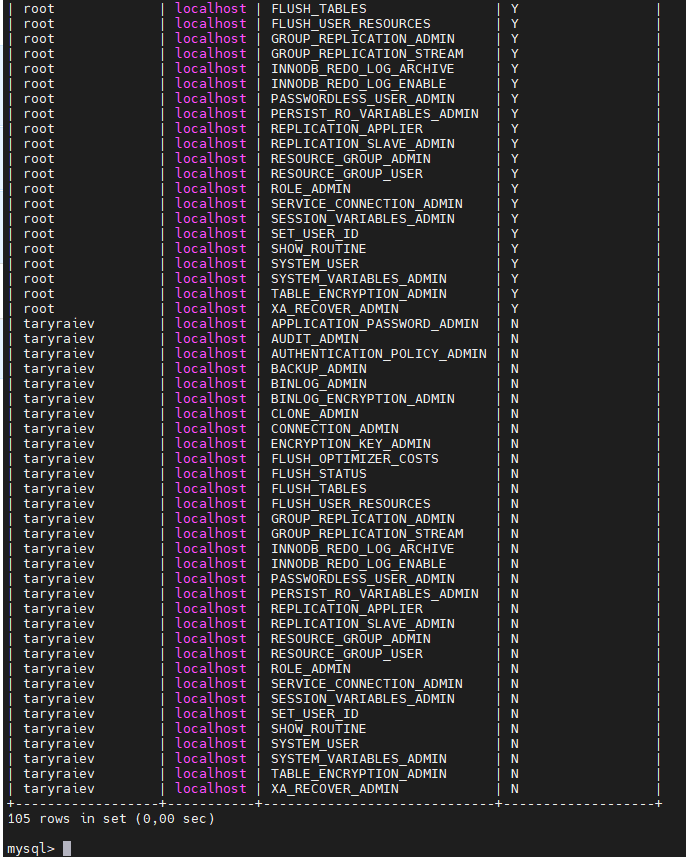 | root | localhost | FLUSH_TABLES | Y |
| root | localhost | FLUSH_USER_RESOURCES | Y |
| root | localhost | GROUP_REPLICATION_ADMIN | Y |
| root | localhost | GROUP_REPLICATION_STREAM | Y |
| root | localhost | INNODB_REDO_LOG_ARCHIVE | Y |
| root | localhost | INNODB_REDO_LOG_ENABLE | Y |
| root | localhost | PASSWORDLESS_USER_ADMIN | Y |
| root | localhost | PERSIST_RO_VARIABLES_ADMIN | Y |
| root | localhost | REPLICATION_APPLIER | Y |
| root | localhost | REPLICATION_SLAVE_ADMIN | Y |
| root | localhost | RESOURCE_GROUP_ADMIN | Y |
| root | localhost | RESOURCE_GROUP_USER | Y |
| root | localhost | ROLE_ADMIN | Y |
| root | localhost | SERVICE_CONNECTION_ADMIN | Y |
| root | localhost | SESSION_VARIABLES_ADMIN | Y |
| root | localhost | SET_USER_ID | Y |
| root | localhost | SHOW_ROUTINE | Y |
| root | localhost | SYSTEM_USER | Y |
| root | localhost | SYSTEM_VARIABLES_ADMIN | Y |
| root | localhost | TABLE_ENCRYPTION_ADMIN | Y |
| root | localhost | XA_RECOVER_ADMIN | Y |
| taryraiev | localhost | APPLICATION_PASSWORD_ADMIN | N |
| taryraiev | localhost | AUDIT_ADMIN | N |
| taryraiev | localhost | AUTHENTICATION_POLICY_ADMIN | N |
| taryraiev | localhost | BACKUP_ADMIN | N |
| taryraiev | localhost | BINLOG_ADMIN | N |
| taryraiev | localhost | BINLOG_ENCRYPTION_ADMIN | N |
| taryraiev | localhost | CLONE_ADMIN | N |
| taryraiev | localhost | CONNECTION_ADMIN | N |
| taryraiev | localhost | ENCRYPTION_KEY_ADMIN | N |
| taryraiev | localhost | FLUSH_OPTIMIZER_COSTS | N |
| taryraiev | localhost | FLUSH_STATUS | N |
| taryraiev | localhost | FLUSH_TABLES | N |
| taryraiev | localhost | FLUSH_USER_RESOURCES | N |
| taryraiev | localhost | GROUP_REPLICATION_ADMIN | N |
| taryraiev | localhost | GROUP_REPLICATION_STREAM | N |
| taryraiev | localhost | INNODB_REDO_LOG_ARCHIVE | N |
| taryraiev | localhost | INNODB_REDO_LOG_ENABLE | N |
| taryraiev | localhost | PASSWORDLESS_USER_ADMIN | N |
| taryraiev | localhost | PERSIST_RO_VARIABLES_ADMIN | N |
| taryraiev | localhost | REPLICATION_APPLIER | N |
| taryraiev | localhost | REPLICATION_SLAVE_ADMIN | N |
| taryraiev | localhost | RESOURCE_GROUP_ADMIN | N |
| taryraiev | localhost | RESOURCE_GROUP_USER | N |
| taryraiev | localhost | ROLE_ADMIN | N |
| taryraiev | localhost | SERVICE_CONNECTION_ADMIN | N |
| taryraiev | localhost | SESSION_VARIABLES_ADMIN | N |
| taryraiev | localhost | SET_USER_ID | N |
| taryraiev | localhost | SHOW_ROUTINE | N |
| taryraiev | localhost | SYSTEM_USER | N |
| taryraiev | localhost | SYSTEM_VARIABLES_ADMIN | N |
| taryraiev | localhost | TABLE_ENCRYPTION_ADMIN | N |
| taryraiev | localhost | XA_RECOVER_ADMIN | N |
+------------------+-----------+-----------------------------+-------------------+
105 rows in set (0,00 sec)
mysql>